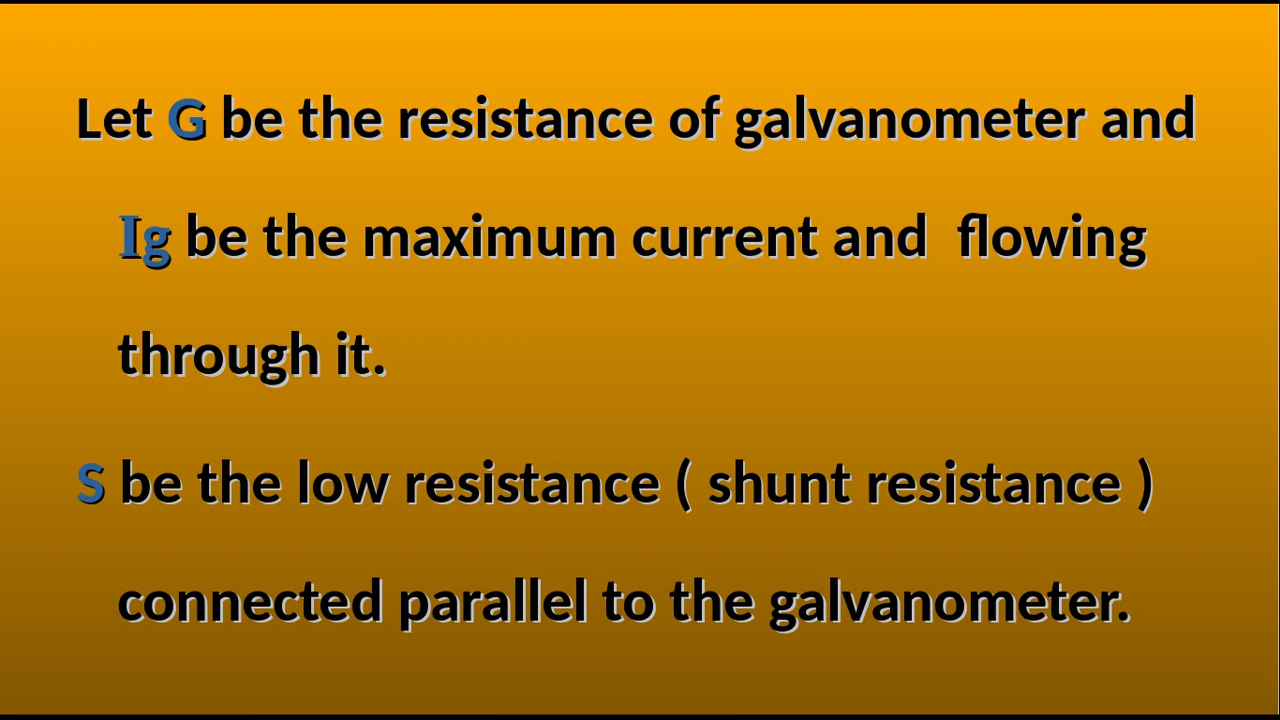 Let G be the resistance of galvanometer and
Ig be the maximum current and  flowing
through it.
S be the low resistance ( shunt resistance )
connected parallel to the galvanometer.